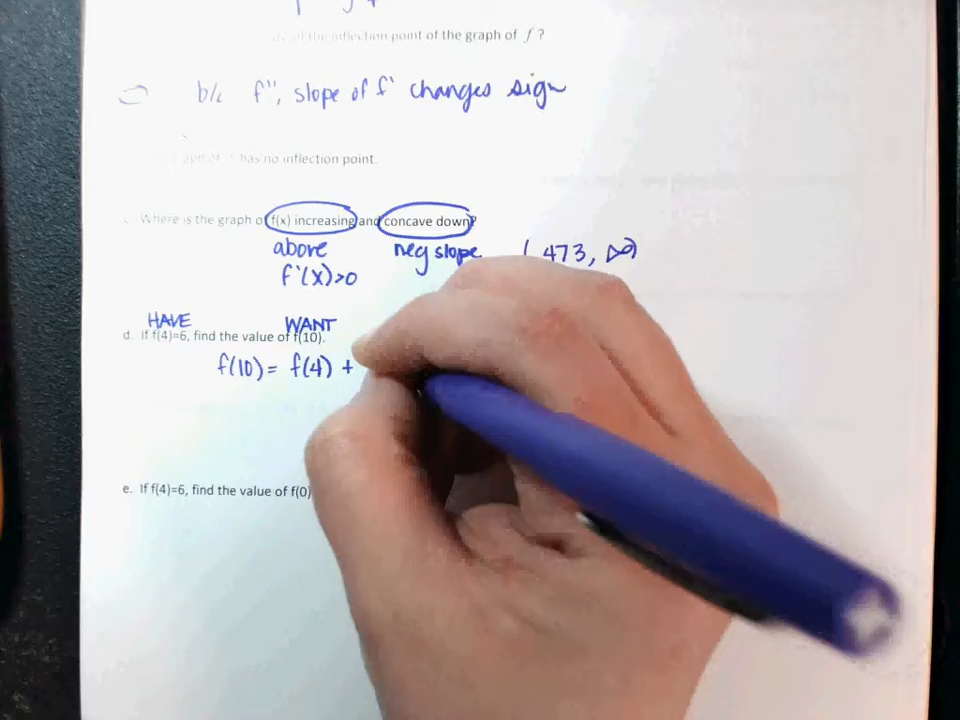 of the inflection point of the graph of f ?
b/c f", slope of f' changes sign
has no inflection point.
Where is the graph of f(x) increasing and concave down?
above neg slope ( 473, ∞)
f'(x)>0
HAVE WANT
d. If f(4)=6, find the value of f(10).
f(10)= f(4) +
e. If f(4)=6, find the value of f(0)